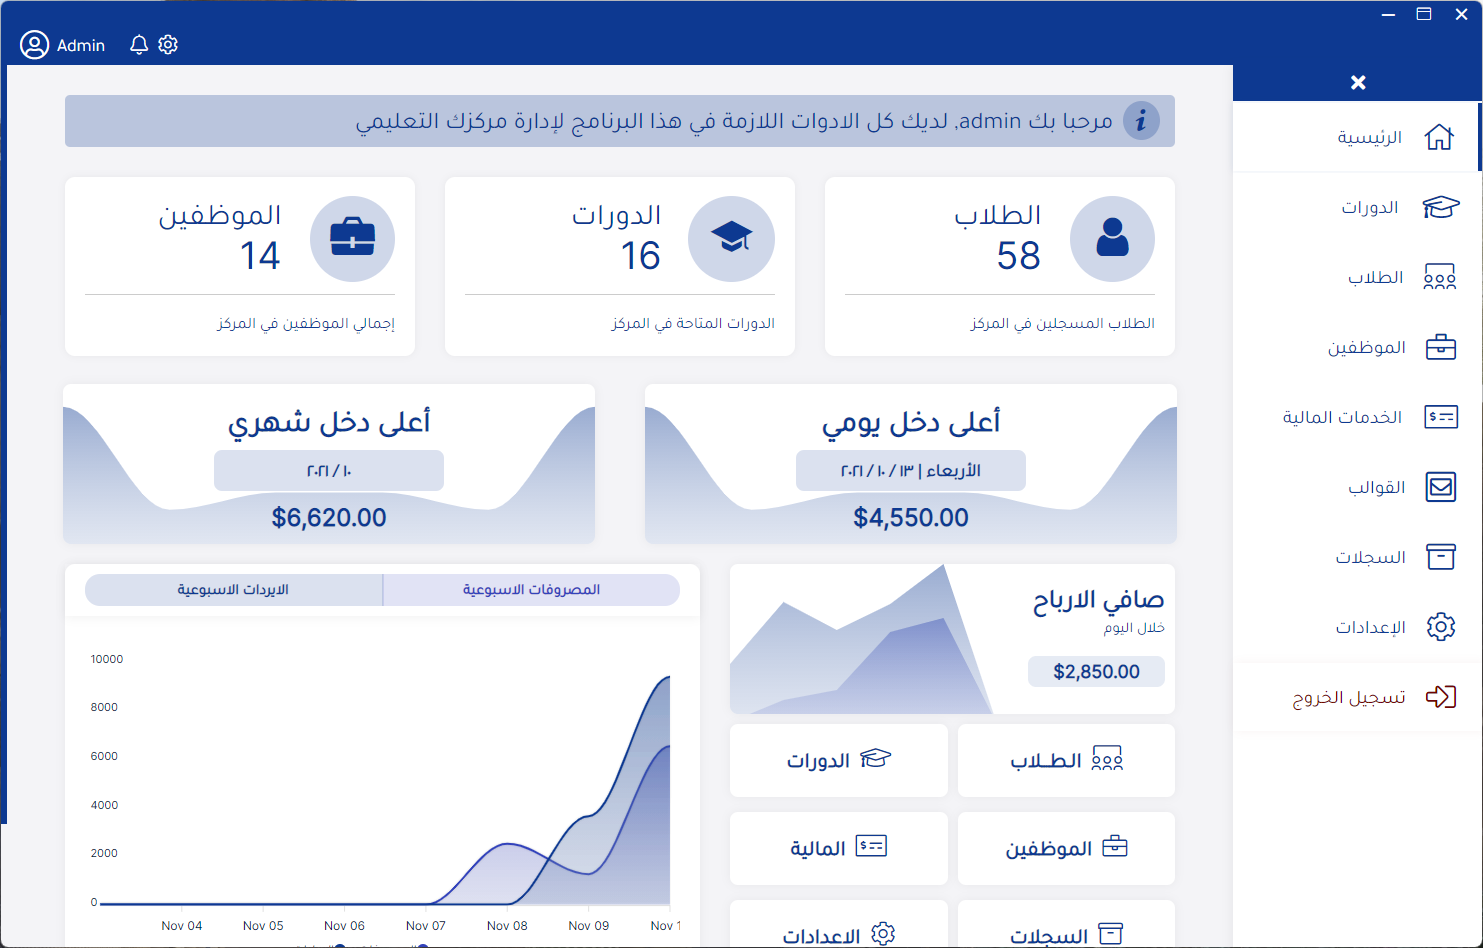 Admin
مرحبا بك admin, لديك كل الادوات اللازمة في هذا البرنامج لإدارة مركزك التعليمي
الرئيسية
الدورات
الطلاب
الموظفين
الخدمات المالية
القوالب
السجلات
الإعدادات
تسجيل الخروج
الطلاب
58
الطلاب المسجلين في المركز
الدورات
16
الدورات المتاحة في المركز
الموظفين
14
إجمالي الموظفين في المركز
أعلى دخل يومي
الأربعاء | ١٣ / ١٠ / ٢٠٢١
$4,550.00
أعلى دخل شهري
١٠ / ٢٠٢١
$6,620.00
صافي الارباح
خلال اليوم
$2,850.00
الطـلاب
الدورات
الموظفين
المالية
السجلات
الاعدادات
المصروفات الاسبوعية
الايردات الاسبوعية
10000
8000
6000
4000
2000
0
Nov 04 Nov 05 Nov 06 Nov 07 Nov 08 Nov 09 Nov 1